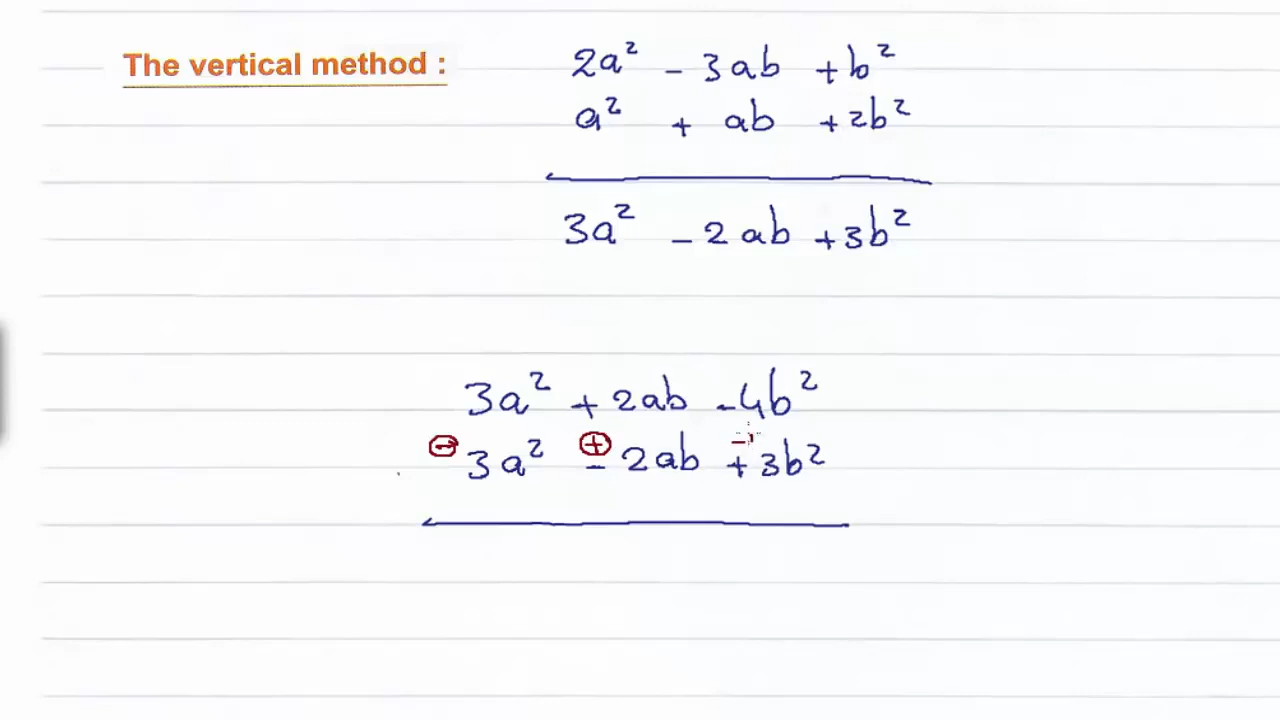 The vertical method :
2a² - 3ab + b²
a² + ab + 2b²
3a² - 2ab + 3b²
3a² + 2ab - 4b²
⊖ ⊕ -
3a² - 2ab + 3b²